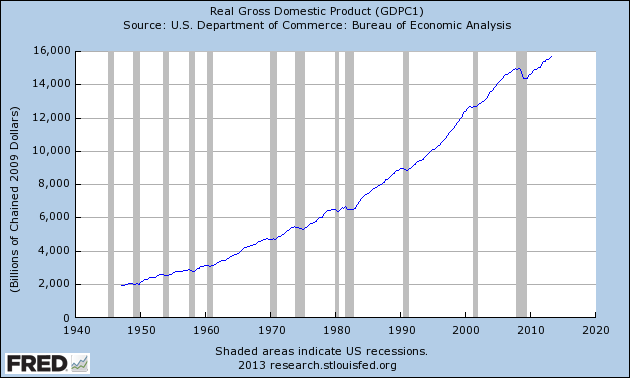 Real Gross Domestic Product (GDPC1)
Source: U.S. Department of Commerce: Bureau of Economic Analysis
(Billions of Chained 2009 Dollars)
16,000
14,000
12,000
10,000
8,000
6,000
4,000
2,000
0
1940 1950 1960 1970 1980 1990 2000 2010 2020
Shaded areas indicate US recessions.
2013 research.stlouisfed.org
FRED